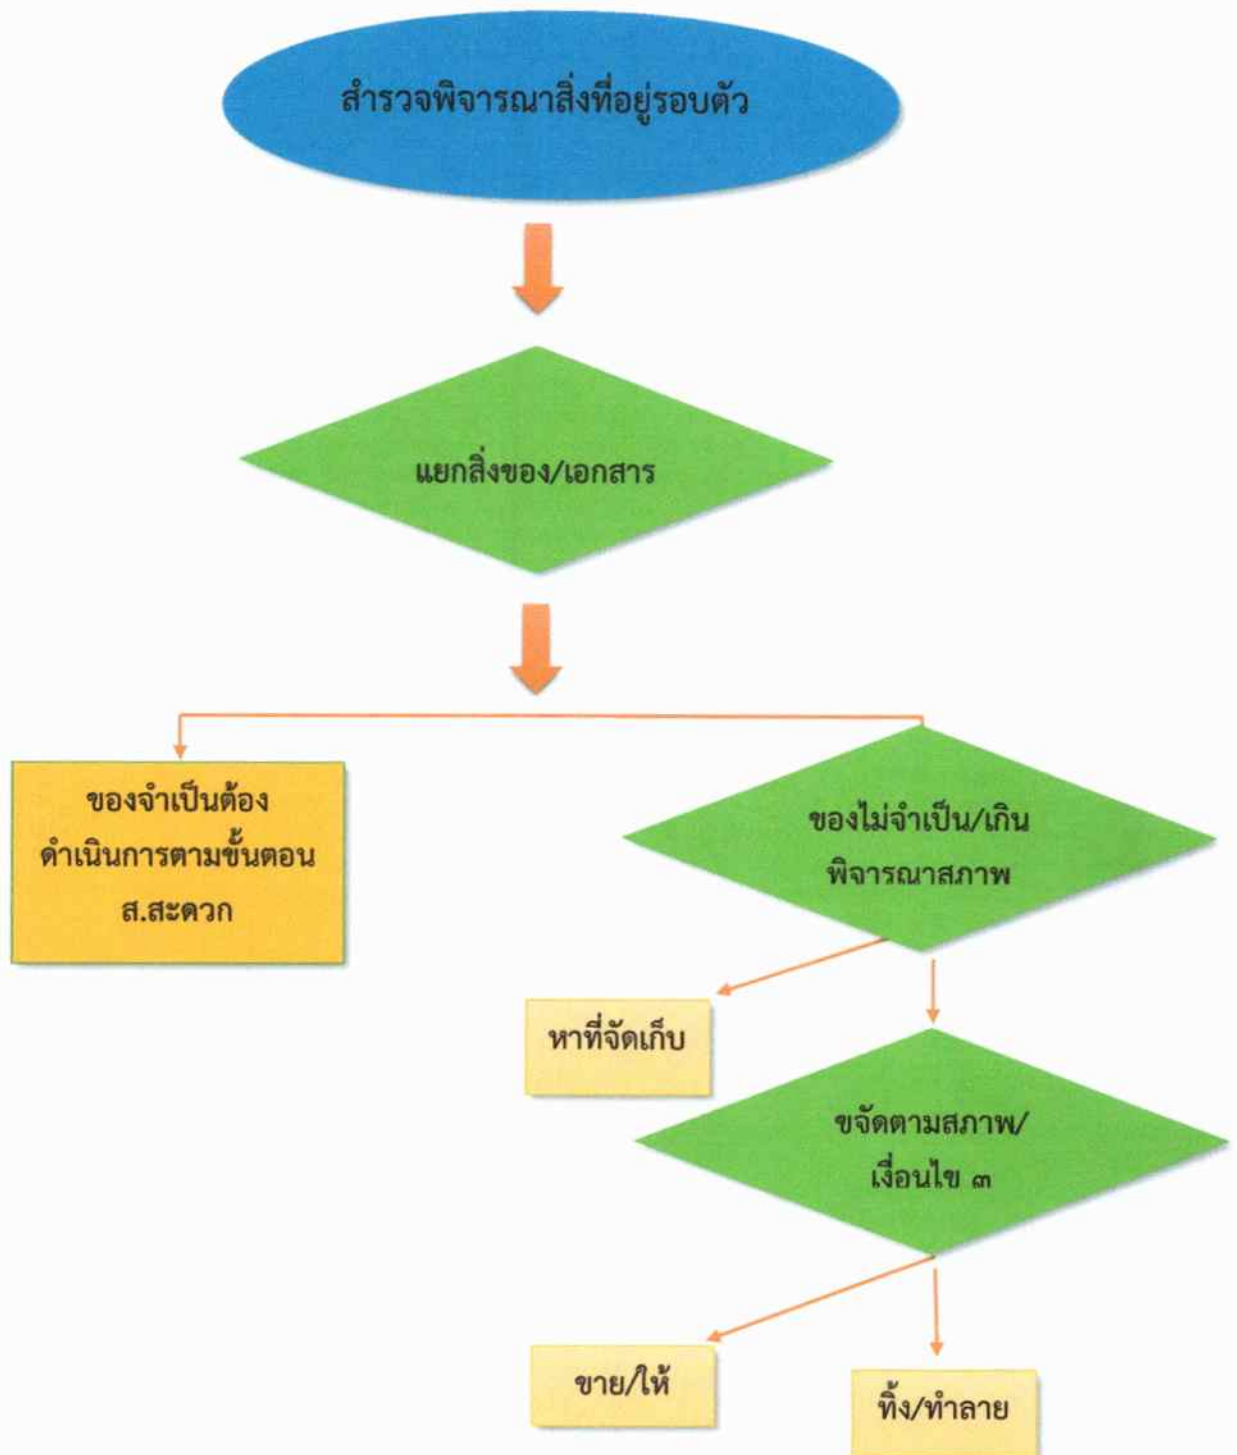 สำรวจพิจารณาสิ่งที่อยู่รอบตัว
แยกสิ่งของ/เอกสาร
ของจำเป็นต้อง
ดำเนินการตามขั้นตอน
ส.สะดวก
ของไม่จำเป็น/เกิน
พิจารณาสภาพ
หาที่จัดเก็บ
ขจัดตามสภาพ/
เงื่อนไข ๓
ขาย/ให้
ทิ้ง/ทำลาย